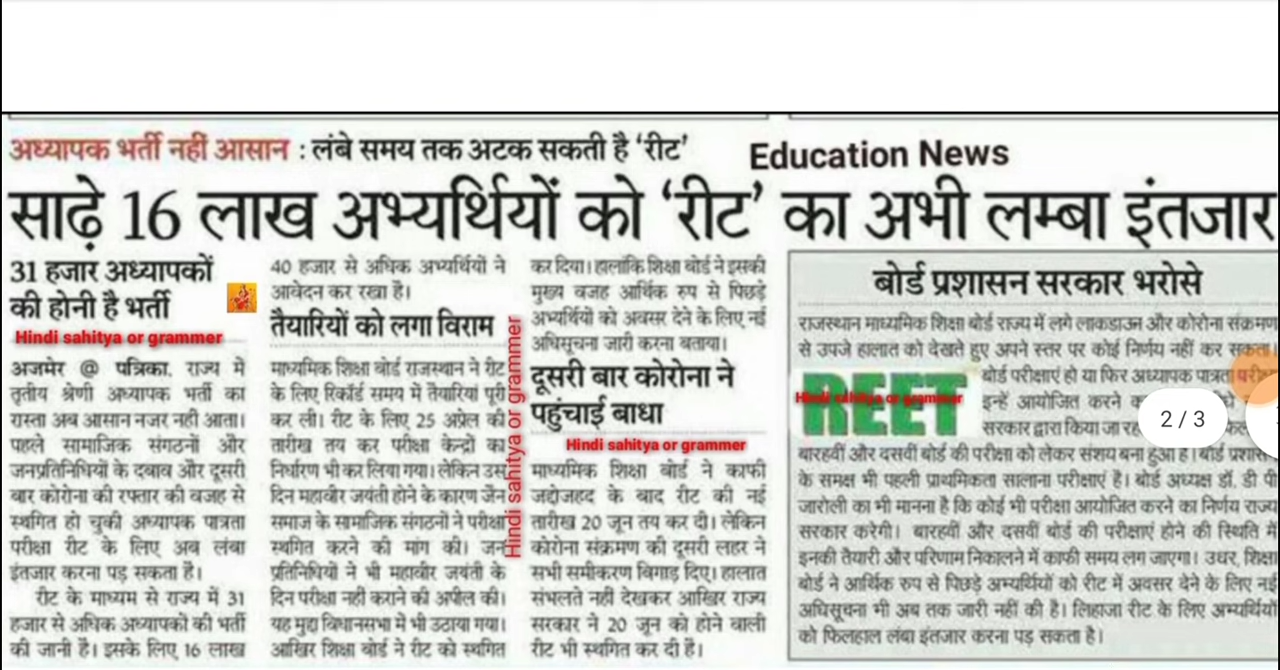 अध्यापक भर्ती नहीं आसान : लंबे समय तक अटक सकती है ‘रीट’
Education News
साढ़े 16 लाख अभ्यर्थियों को ‘रीट’ का अभी लम्बा इंतजार
31 हजार अध्यापकों
की होनी है भर्ती
Hindi sahitya or grammer
अजमेर @ पत्रिका. राज्य में
तृतीय श्रेणी अध्यापक भर्ती का
रास्ता अब आसान नजर नहीं आता।
पहले सामाजिक संगठनों और
जनप्रतिनिधियों के दबाव और दूसरी
बार कोरोना की रफ्तार की वजह से
स्थगित हो चुकी अध्यापक पात्रता
परीक्षा रीट के लिए अब लंबा
इंतजार करना पड़ सकता है।
रीट के माध्यम से राज्य में 31
हजार से अधिक अध्यापकों की भर्ती
की जानी है। इसके लिए 16 लाख
40 हजार से अधिक अभ्यर्थियों ने
आवेदन कर रखा है।
तैयारियों को लगा विराम
माध्यमिक शिक्षा बोर्ड राजस्थान ने रीट
के लिए रिकॉर्ड समय में तैयारियां पूरी
कर ली। रीट के लिए 25 अप्रेल की
तारीख तय कर परीक्षा केन्द्रों का
निर्धारण भी कर लिया गया। लेकिन उस
दिन महावीर जयंती होने के कारण जैन
समाज के सामाजिक संगठनों ने परीक्षा
स्थगित करने की मांग की। जन
प्रतिनिधियों ने भी महावीर जयंती के
दिन परीक्षा नहीं कराने की अपील की।
यह मुद्दा विधानसभा में भी उठाया गया।
आखिर शिक्षा बोर्ड ने रीट को स्थगित
Hindi sahitya or grammer
कर दिया। हालांकि शिक्षा बोर्ड ने इसकी
मुख्य वजह आर्थिक रुप से पिछड़े
अभ्यर्थियों को अवसर देने के लिए नई
अधिसूचना जारी करना बताया।
दूसरी बार कोरोना ने
पहुंचाई बाधा
Hindi sahitya or grammer
माध्यमिक शिक्षा बोर्ड ने काफी
जद्दोजहद के बाद रीट की नई
तारीख 20 जून तय कर दी। लेकिन
कोरोना संक्रमण की दूसरी लहर ने
सभी समीकरण बिगाड़ दिए। हालात
संभलते नहीं देखकर आखिर राज्य
सरकार ने 20 जून को होने वाली
रीट भी स्थगित कर दी है।
बोर्ड प्रशासन सरकार भरोसे
राजस्थान माध्यमिक शिक्षा बोर्ड राज्य में लगे लाकडाऊन और कोरोना संक्रमण
से उपजे हालात को देखते हुए अपने स्तर पर कोई निर्णय नहीं कर सकता।
बोर्ड परीक्षाएं हो या फिर अध्यापक पात्रता परीक्षा
इन्हें आयोजित करने
सरकार द्वारा किया जा
REET
Hindi sahitya or grammer
2 / 3
बारहवीं और दसवीं बोर्ड की परीक्षा को लेकर संशय बना हुआ है। बोर्ड
के समक्ष भी पहली प्राथमिकता सालाना परीक्षाएं है। बोर्ड अध्यक्ष डॉ. डी पी
जारोली का भी मानना है कि कोई भी परीक्षा आयोजित करने का निर्णय राज्य
सरकार करेगी। बारहवीं और दसवीं बोर्ड की परीक्षाएं होने की स्थिति में
इनकी तैयारी और परिणाम निकालने में काफी समय लग जाएगा। उधर, शिक्षा
बोर्ड ने आर्थिक रुप से पिछड़े अभ्यर्थियों को रीट में अवसर देने के लिए नई
अधिसूचना भी अब तक जारी नहीं की है। लिहाजा रीट के लिए अभ्यर्थियों
को फिलहाल लंबा इंतजार करना पड़ सकता है।